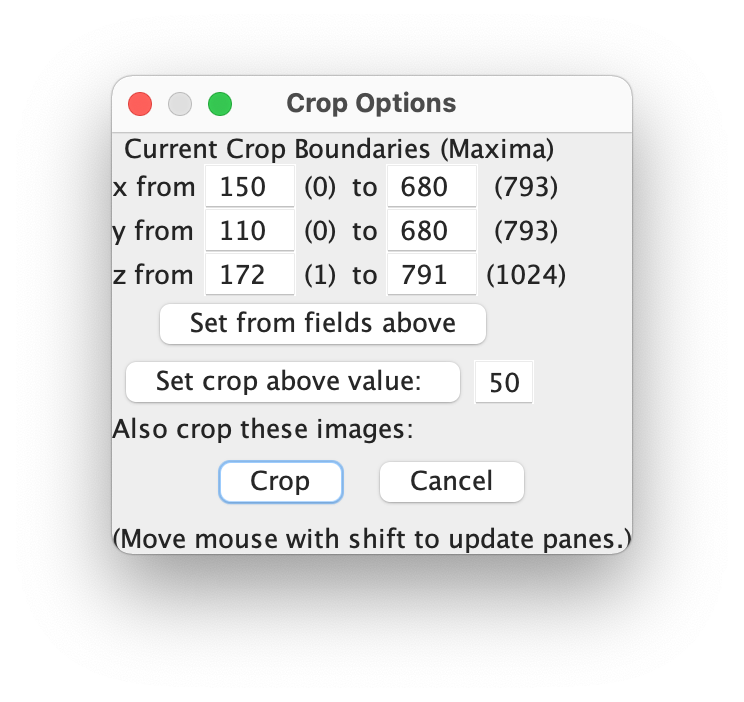 Crop Options
Current Crop Boundaries (Maxima)
x from 150 (0) to 680 (793)
y from 110 (0) to 680 (793)
z from 172 (1) to 791 (1024)
Set from fields above
Set crop above value: 50
Also crop these images:
Crop Cancel
(Move mouse with shift to update panes.)